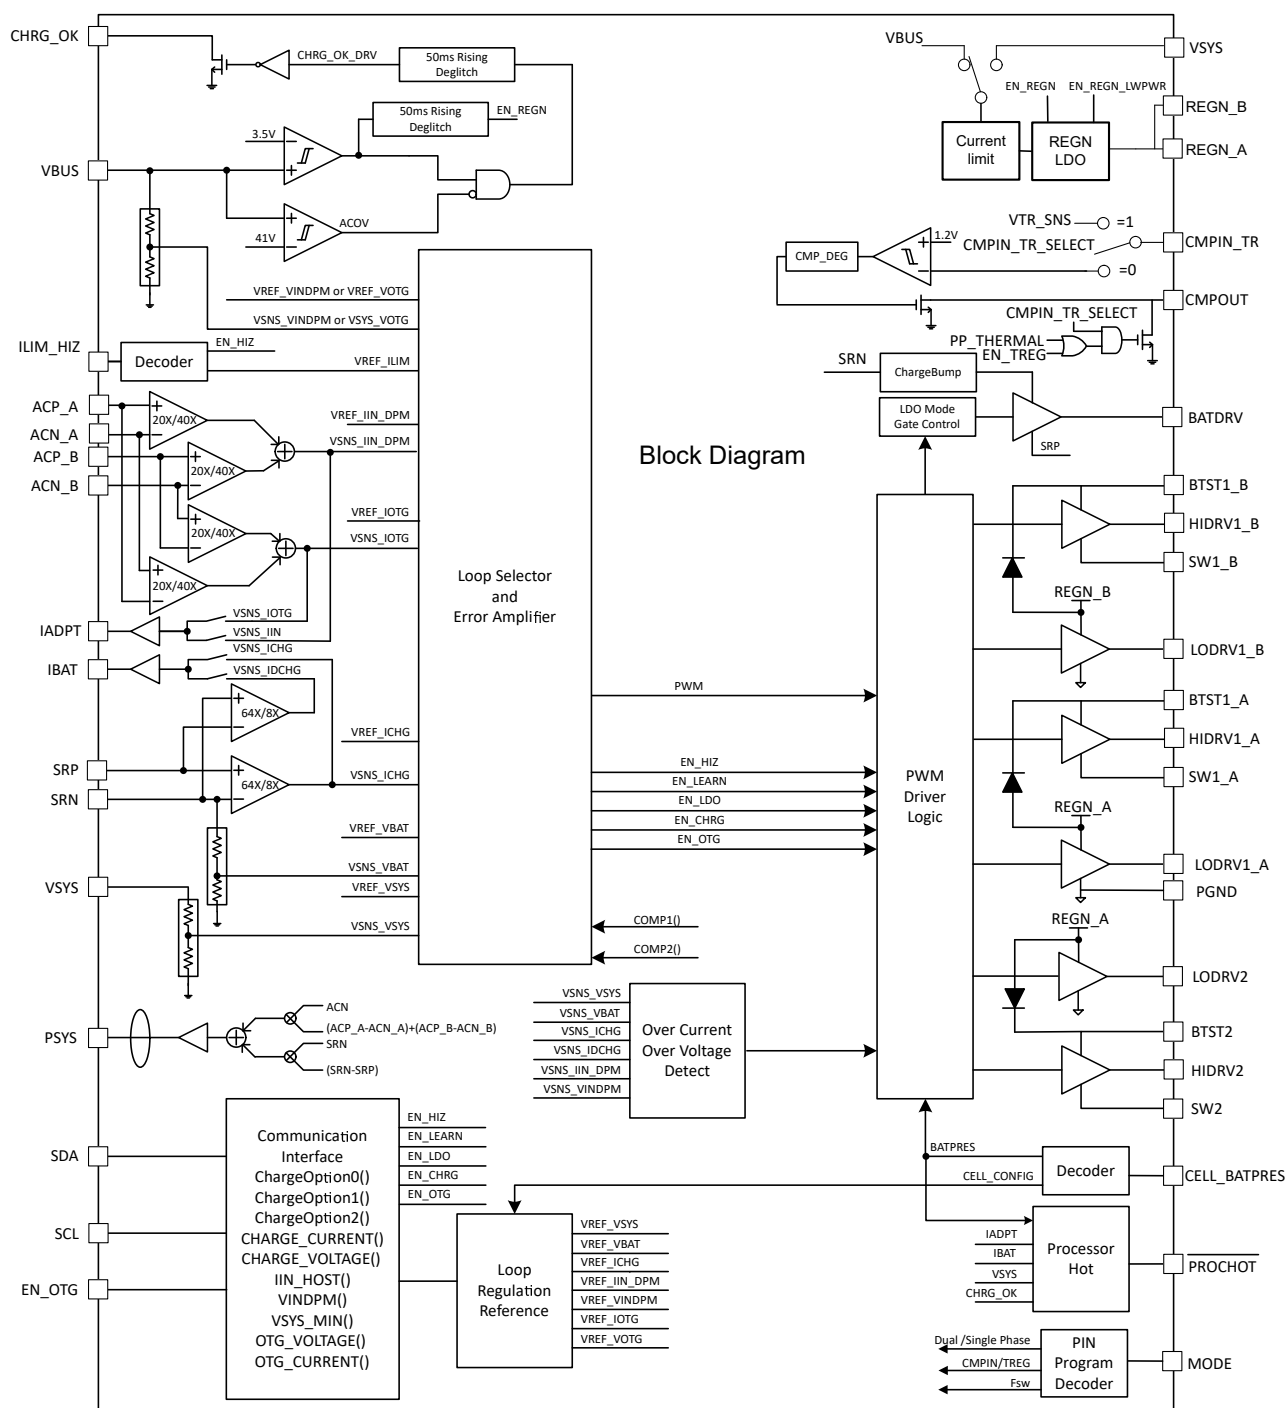 CHRG_OK
CHRG_OK_DRV
50ms Rising
Deglitch
50ms Rising
Deglitch
EN_REGN
3.5V
VBUS
ACOV
41V
VBUS
VSYS
EN_REGN
EN_REGN_LWPWR
REGN_B
REGN_A
Current
limit
REGN
LDO
VTR_SNS
=1
CMPIN_TR_SELECT
CMPIN_TR
=0
1.2V
CMP_DEG
CMPOUT
CMPIN_TR_SELECT
PP_THERMAL
EN_TREG
VREF_VINDPM or VREF_VOTG
VSNS_VINDPM or VSYS_VOTG
ILIM_HIZ
Decoder
EN_HIZ
VREF_ILIM
SRN
ChargeBump
LDO Mode
Gate Control
SRP
BATDRV
Block Diagram
ACP_A
ACN_A
ACP_B
ACN_B
20X/40X
20X/40X
20X/40X
20X/40X
VREF_IIN_DPM
VSNS_IIN_DPM
VREF_IOTG
VSNS_IOTG
Loop Selector
and
Error Amplifier
IADPT
VSNS_IOTG
VSNS_IIN
IBAT
VSNS_ICHG
VSNS_IDCHG
64X/8X
64X/8X
SRP
SRN
VREF_ICHG
VSNS_ICHG
VREF_VBAT
VSNS_VBAT
VREF_VSYS
VSNS_VSYS
VSYS
PWM
EN_HIZ
EN_LEARN
EN_LDO
EN_CHRG
EN_OTG
COMP1()
COMP2()
PWM
Driver
Logic
BTST1_B
HIDRV1_B
SW1_B
REGN_B
LODRV1_B
BTST1_A
HIDRV1_A
SW1_A
REGN_A
LODRV1_A
PGND
REGN_A
LODRV2
BTST2
HIDRV2
SW2
PSYS
ACN
(ACP_A-ACN_A)+(ACP_B-ACN_B)
SRN
(SRN-SRP)
VSNS_VSYS
VSNS_VBAT
VSNS_ICHG
VSNS_IDCHG
VSNS_IIN_DPM
VSNS_VINDPM
Over Current
Over Voltage
Detect
SDA
SCL
EN_OTG
Communication
Interface
ChargeOption0()
ChargeOption1()
ChargeOption2()
CHARGE_CURRENT()
CHARGE_VOLTAGE()
IIN_HOST()
VINDPM()
VSYS_MIN()
OTG_VOLTAGE()
OTG_CURRENT()
EN_HIZ
EN_LEARN
EN_LDO
EN_CHRG
EN_OTG
Loop
Regulation
Reference
VREF_VSYS
VREF_VBAT
VREF_ICHG
VREF_IIN_DPM
VREF_VINDPM
VREF_IOTG
VREF_VOTG
BATPRES
CELL_CONFIG
Decoder
CELL_BATPRES
IADPT
IBAT
VSYS
CHRG_OK
Processor
Hot
PROCHOT
Dual /Single Phase
CMPIN/TREG
Fsw
PIN
Program
Decoder
MODE